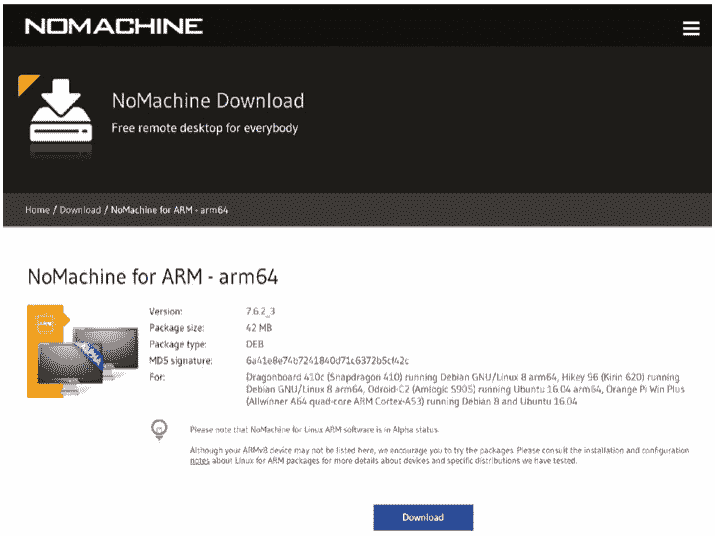 NOMACHINE
NoMachine Download
Free remote desktop for everybody
Home / Download / NoMachine for ARM - arm64
NoMachine for ARM - arm64
Version: 7.6.2_3
Package size: 42 MB
Package type: DEB
MD5 signature: 6a41e8e74b7241840d71c6372b5cf42c
For: Dragonboard 410c (Snapdragon 410) running Debian GNU/Linux 8 arm64, Hikey 96 (Kirin 620) running
Debian GNU/Linux 8 arm64, Odroid-C2 (Amlogic S905) running Ubuntu 16.04 arm64, Orange Pi Win Plus
(Allwinner A64 quad-core ARM Cortex-A53) running Debian 8 and Ubuntu 16.04
ALPHA
Please note that NoMachine for Linux ARM software is in Alpha status.
Although your ARMv8 device may not be listed here, we encourage you to try the packages. Please consult the installation and configuration
notes about Linux for ARM packages for more details about devices and specific distributions we have tested.
Download